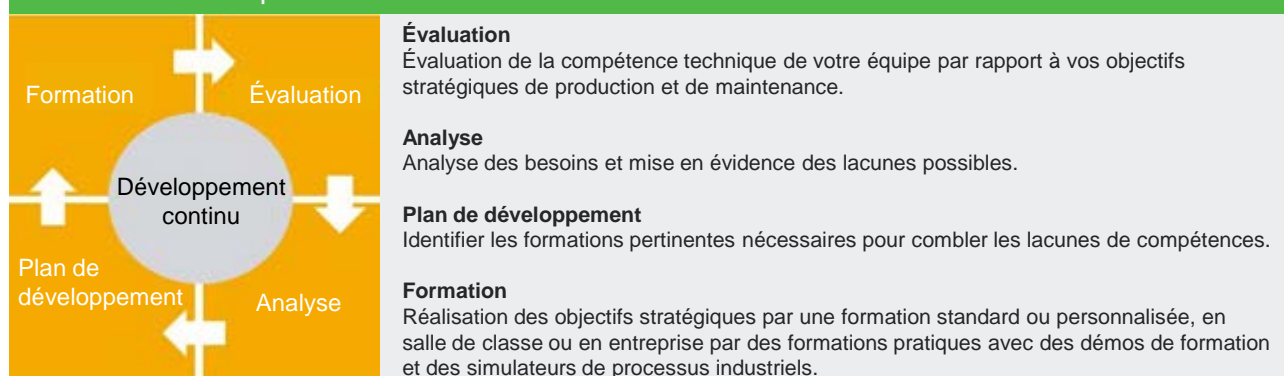 Formation
Évaluation
Développement
continu
Plan de
développement
Analyse
Évaluation
Évaluation de la compétence technique de votre équipe par rapport à vos objectifs
stratégiques de production et de maintenance.
Analyse
Analyse des besoins et mise en évidence des lacunes possibles.
Plan de développement
Identifier les formations pertinentes nécessaires pour combler les lacunes de compétences.
Formation
Réalisation des objectifs stratégiques par une formation standard ou personnalisée, en
salle de classe ou en entreprise par des formations pratiques avec des démos de formation
et des simulateurs de processus industriels.